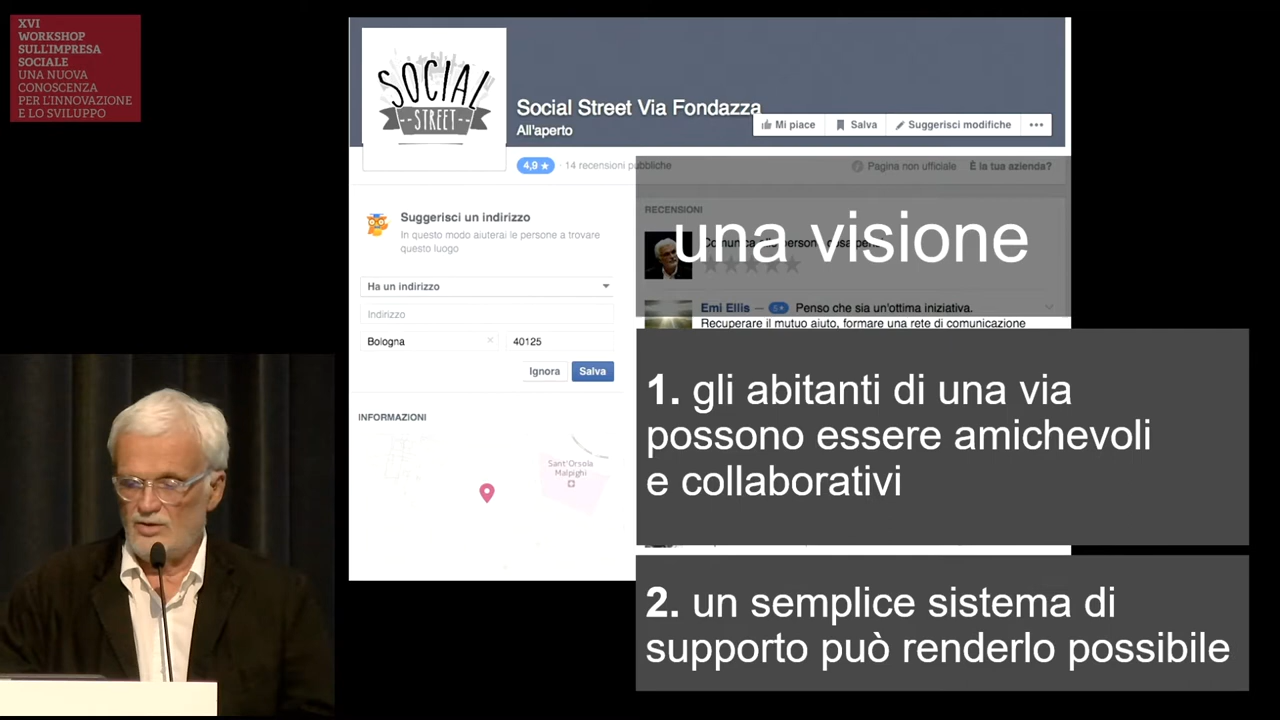 XVI
WORKSHOP
SULL'IMPRESA
SOCIALE
UNA NUOVA
CONOSCENZA
PER L'INNOVAZIONE
E LO SVILUPPO
SOCIAL
STREET
Social Street Via Fondazza
All'aperto
Mi piace
Salva
Suggerisci modifiche
4,9 ★ · 14 recensioni pubbliche
Pagina non ufficiale
È la tua azienda?
Suggerisci un indirizzo
In questo modo aiuterai le persone a trovare
questo luogo
Ha un indirizzo
Indirizzo
Bologna
40125
Ignora
Salva
INFORMAZIONI
Sant'Orsola
Malpighi
RECENSIONI
una visione
Emi Ellis — 5★ Penso che sia un'ottima iniziativa.
Recuperare il mutuo aiuto, formare una rete di comunicazione
1. gli abitanti di una via
possono essere amichevoli
e collaborativi
2. un semplice sistema di
supporto può renderlo possibile